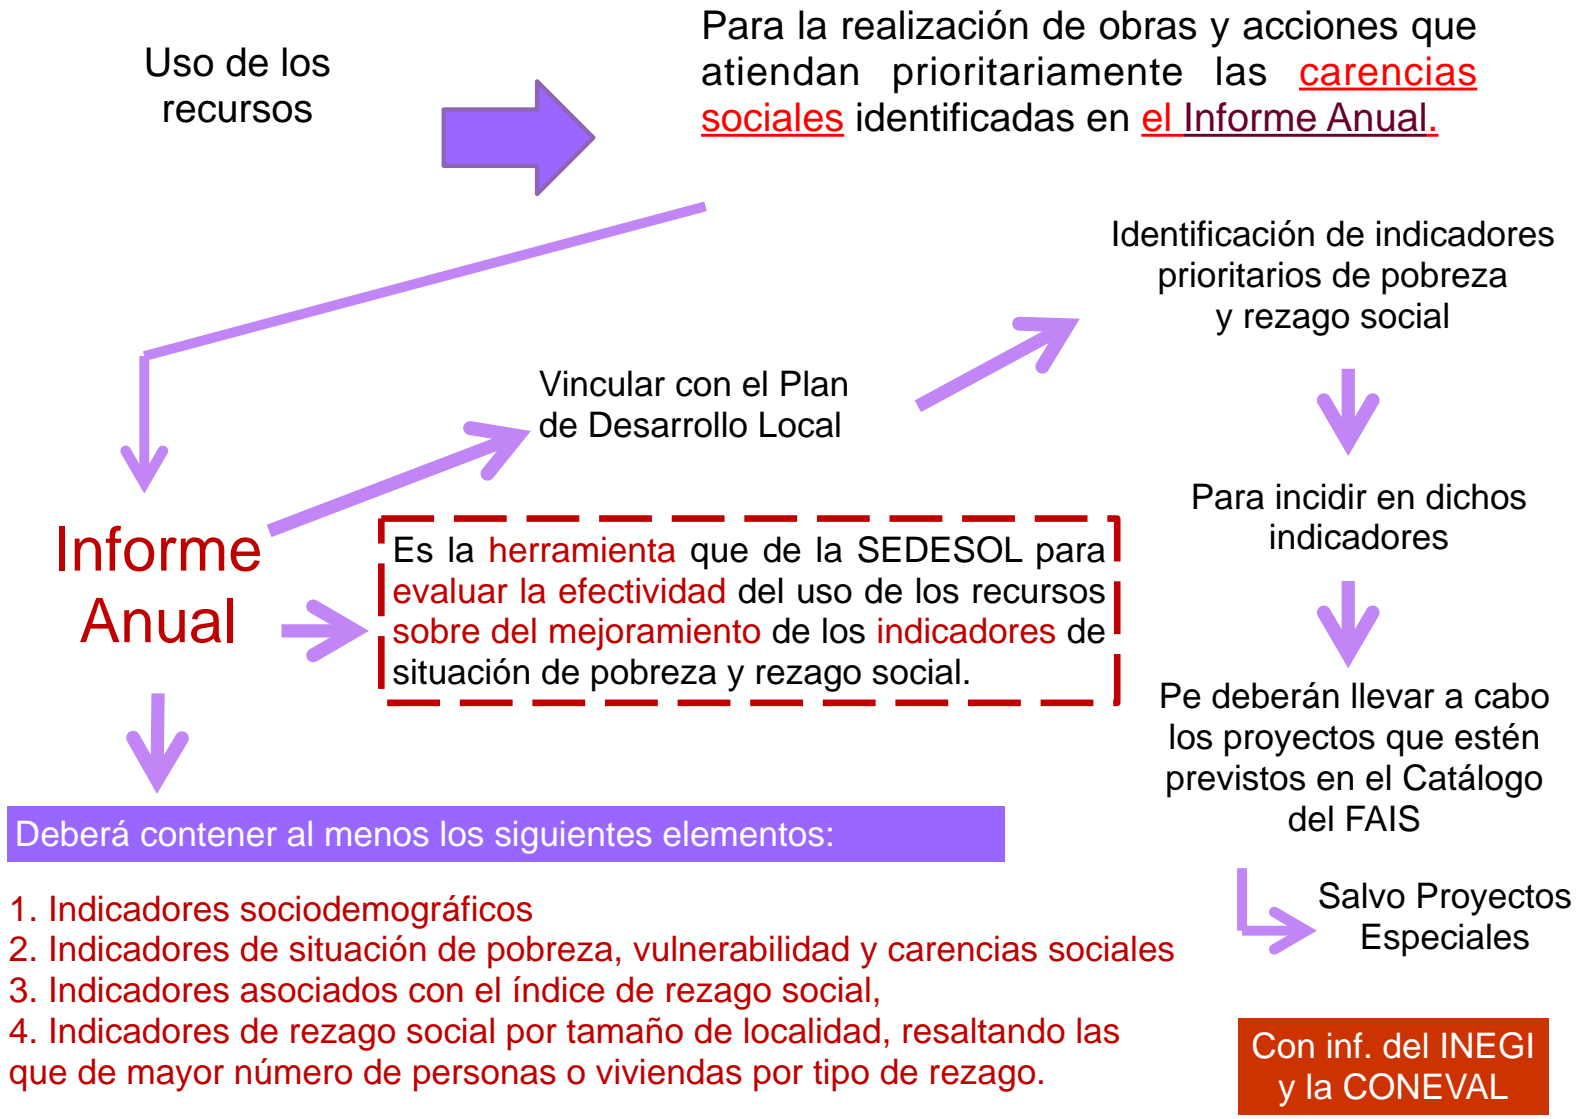 Uso de los
recursos
Para la realización de obras y acciones que
atiendan prioritariamente las carencias
sociales identificadas en el Informe Anual.
Identificación de indicadores
prioritarios de pobreza
y rezago social
Vincular con el Plan
de Desarrollo Local
Para incidir en dichos
indicadores
Informe
Anual
Es la herramienta que de la SEDESOL para
evaluar la efectividad del uso de los recursos
sobre del mejoramiento de los indicadores de
situación de pobreza y rezago social.
Pe deberán llevar a cabo
los proyectos que estén
previstos en el Catálogo
del FAIS
Deberá contener al menos los siguientes elementos:
Salvo Proyectos
Especiales
1. Indicadores sociodemográficos
2. Indicadores de situación de pobreza, vulnerabilidad y carencias sociales
3. Indicadores asociados con el índice de rezago social,
4. Indicadores de rezago social por tamaño de localidad, resaltando las
que de mayor número de personas o viviendas por tipo de rezago.
Con inf. del INEGI
y la CONEVAL